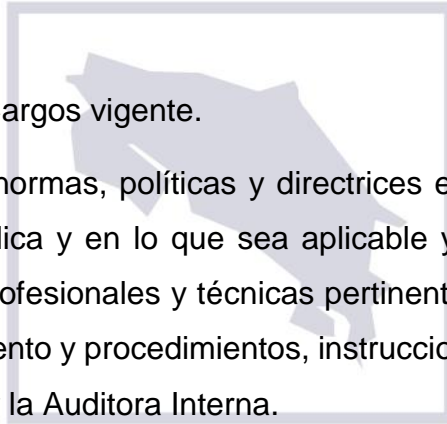 argos vigente.
normas, políticas y directrices e
lica y en lo que sea aplicable y
ofesionales y técnicas pertinent
ento y procedimientos, instruccio
la Auditora Interna.